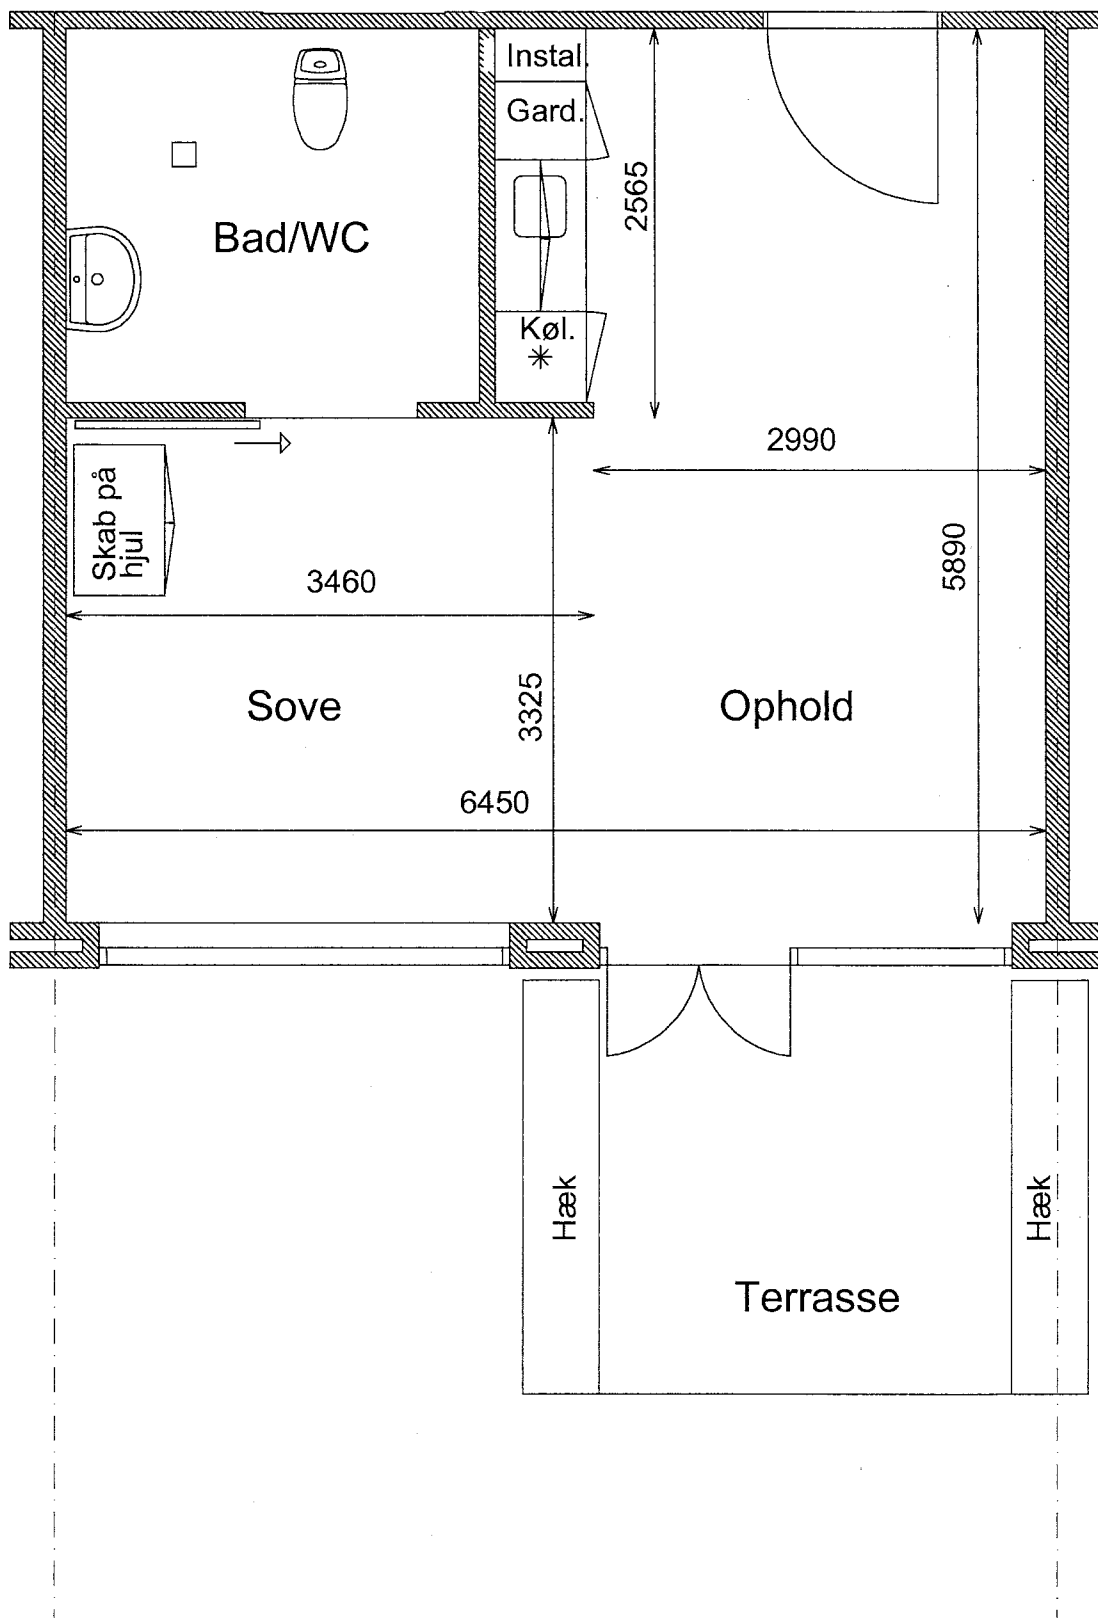 Instal.
Gard.
Bad/WC
2565
Køl.
2990
Skab på
hjul
3460
5890
Sove
3325
Ophold
6450
Hæk
Hæk
Terrasse